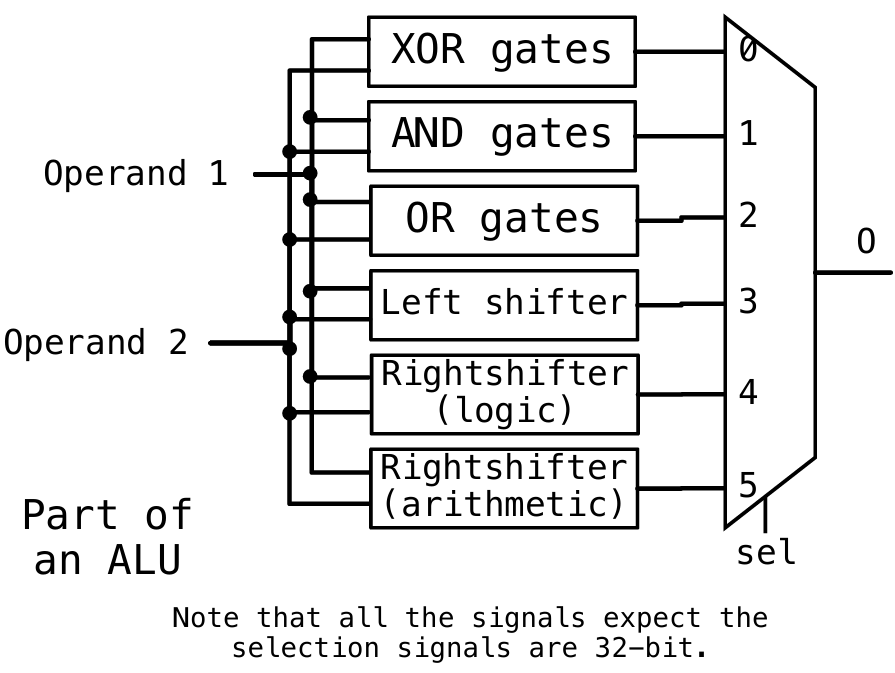 XOR gates
0
AND gates
1
Operand 1
OR gates
2
O
Left shifter
3
Operand 2
Rightshifter
(logic)
4
Rightshifter
(arithmetic)
5
Part of
an ALU
sel
Note that all the signals expect the
selection signals are 32-bit.